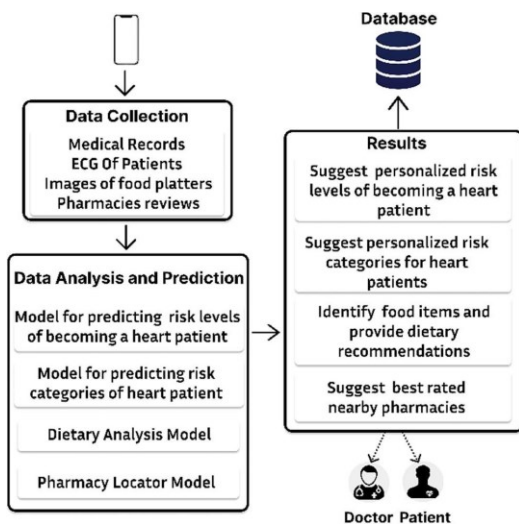 Data Collection
Medical Records
ECG Of Patients
Images of food platters
Pharmacies reviews
Data Analysis and Prediction
Model for predicting risk levels
of becoming a heart patient
Model for predicting risk
categories of heart patient
Dietary Analysis Model
Pharmacy Locator Model
Database
Results
Suggest personalized risk
levels of becoming a heart
patient
Suggest personalized risk
categories for heart
patients
Identify food items and
provide dietary
recommendations
Suggest best rated
nearby pharmacies
Doctor Patient